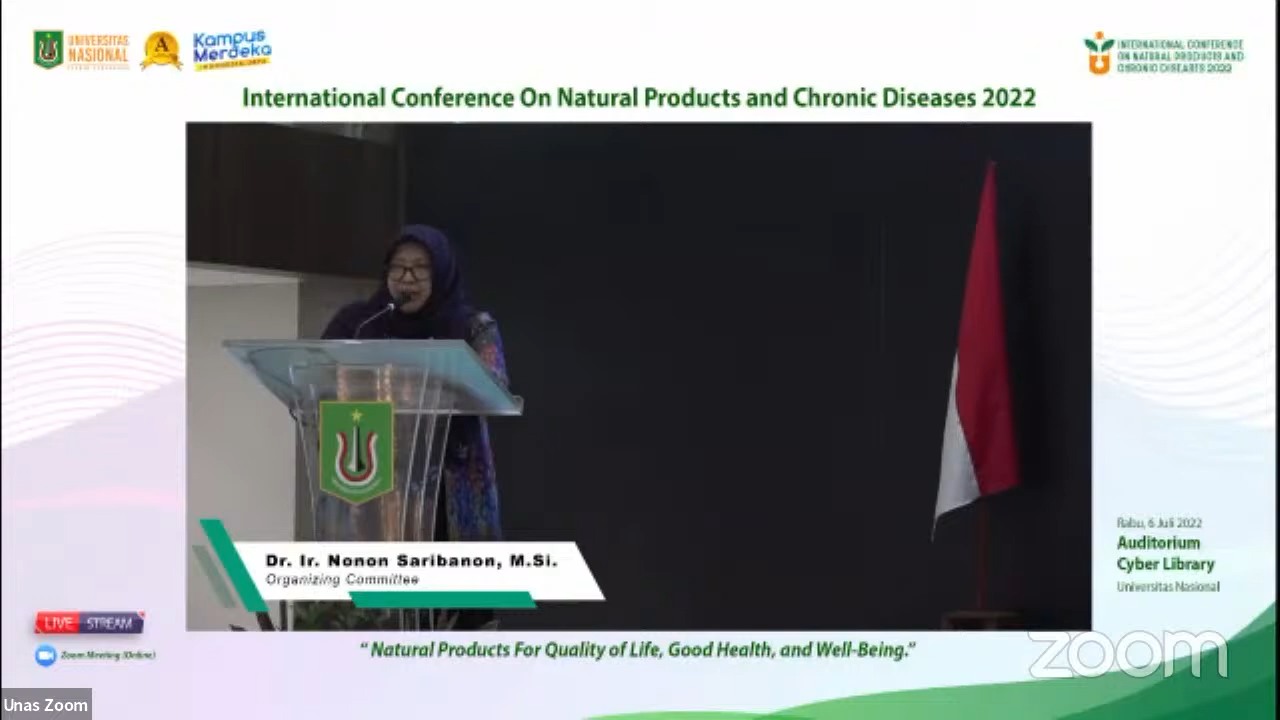 UNIVERSITAS
NASIONAL
A
Kampus
Merdeka
INTERNATIONAL CONFERENCE
ON NATURAL PRODUCTS AND
CHRONIC DISEASES 2022
International Conference On Natural Products and Chronic Diseases 2022
Dr. Ir. Nonon Saribanon, M.Si.
Organizing Committee
Rabu, 6 Juli 2022
Auditorium
Cyber Library
Universitas Nasional
LIVE STREAM
Zoom Meeting (Online)
“ Natural Products For Quality of Life, Good Health, and Well-Being.”
zoom
Unas Zoom